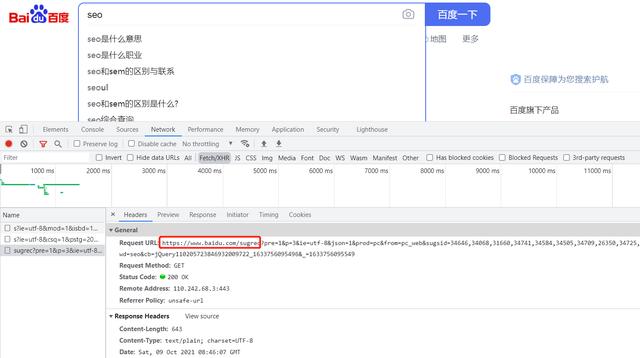 Bai du 百度
seo
百度一下
seo是什么意思
地图 更多
seo是什么职业
seo和sem的区别与联系
seoul
百度保障为您搜索护航
seo和sem的区别是什么?
百度旗下产品
seo综合查询
Elements Console Sources Network Performance Memory Application Security Lighthouse
Preserve log Disable cache No throttling
Filter Invert Hide data URLs All Fetch/XHR JS CSS Img Media Font Doc WS Wasm Manifest Other Has blocked cookies Blocked Requests 3rd-party requests
1000 ms 2000 ms 3000 ms 4000 ms 5000 ms 6000 ms 7000 ms 8000 ms 9000 ms 10000 ms 11000 ms
Name × Headers Preview Response Initiator Timing Cookies
s?ie=utf-8&mod=1&isbd=1...
s?ie=utf-8&csq=1&pstg=20...
sugrec?pre=1&p=3&ie=utf-8...
General
Request URL: https://www.baidu.com/sugrec?pre=1&p=3&ie=utf-8&json=1&prod=pc&from=pc_web&sugsid=34646,34068,31660,34741,34584,34505,34709,26350,34725,
wd=seo&cb=jQuery110205723846932009722_1633756095496&_=1633756095549
Request Method: GET
Status Code: 200 OK
Remote Address: 110.242.68.3:443
Referrer Policy: unsafe-url
Response Headers View source
Content-Length: 643
Content-Type: text/plain; charset=UTF-8
Date: Sat, 09 Oct 2021 08:46:07 GMT